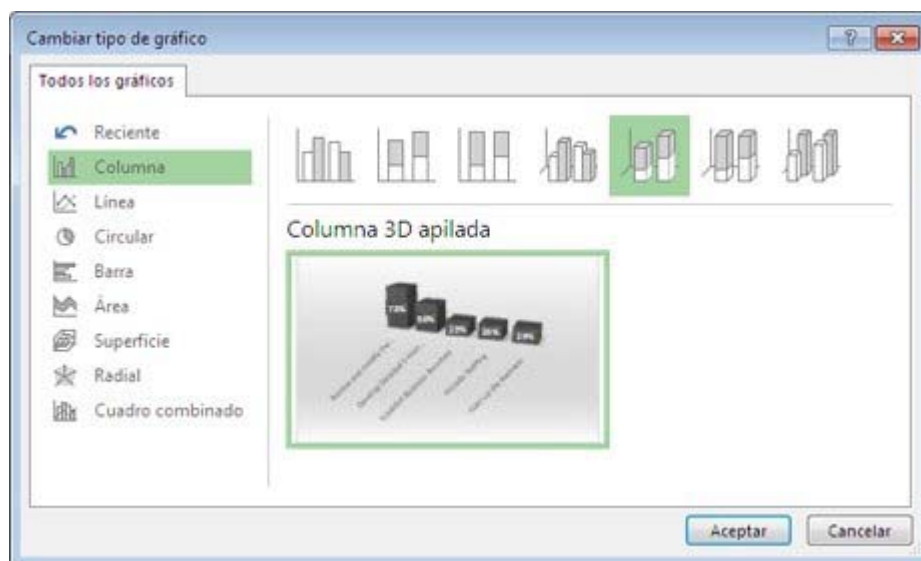 Cambiar tipo de gráfico
Todos los gráficos
Reciente
Columna
Línea
Circular
Barra
Área
Superficie
Radial
Cuadro combinado
Columna 3D apilada
Aceptar
Cancelar